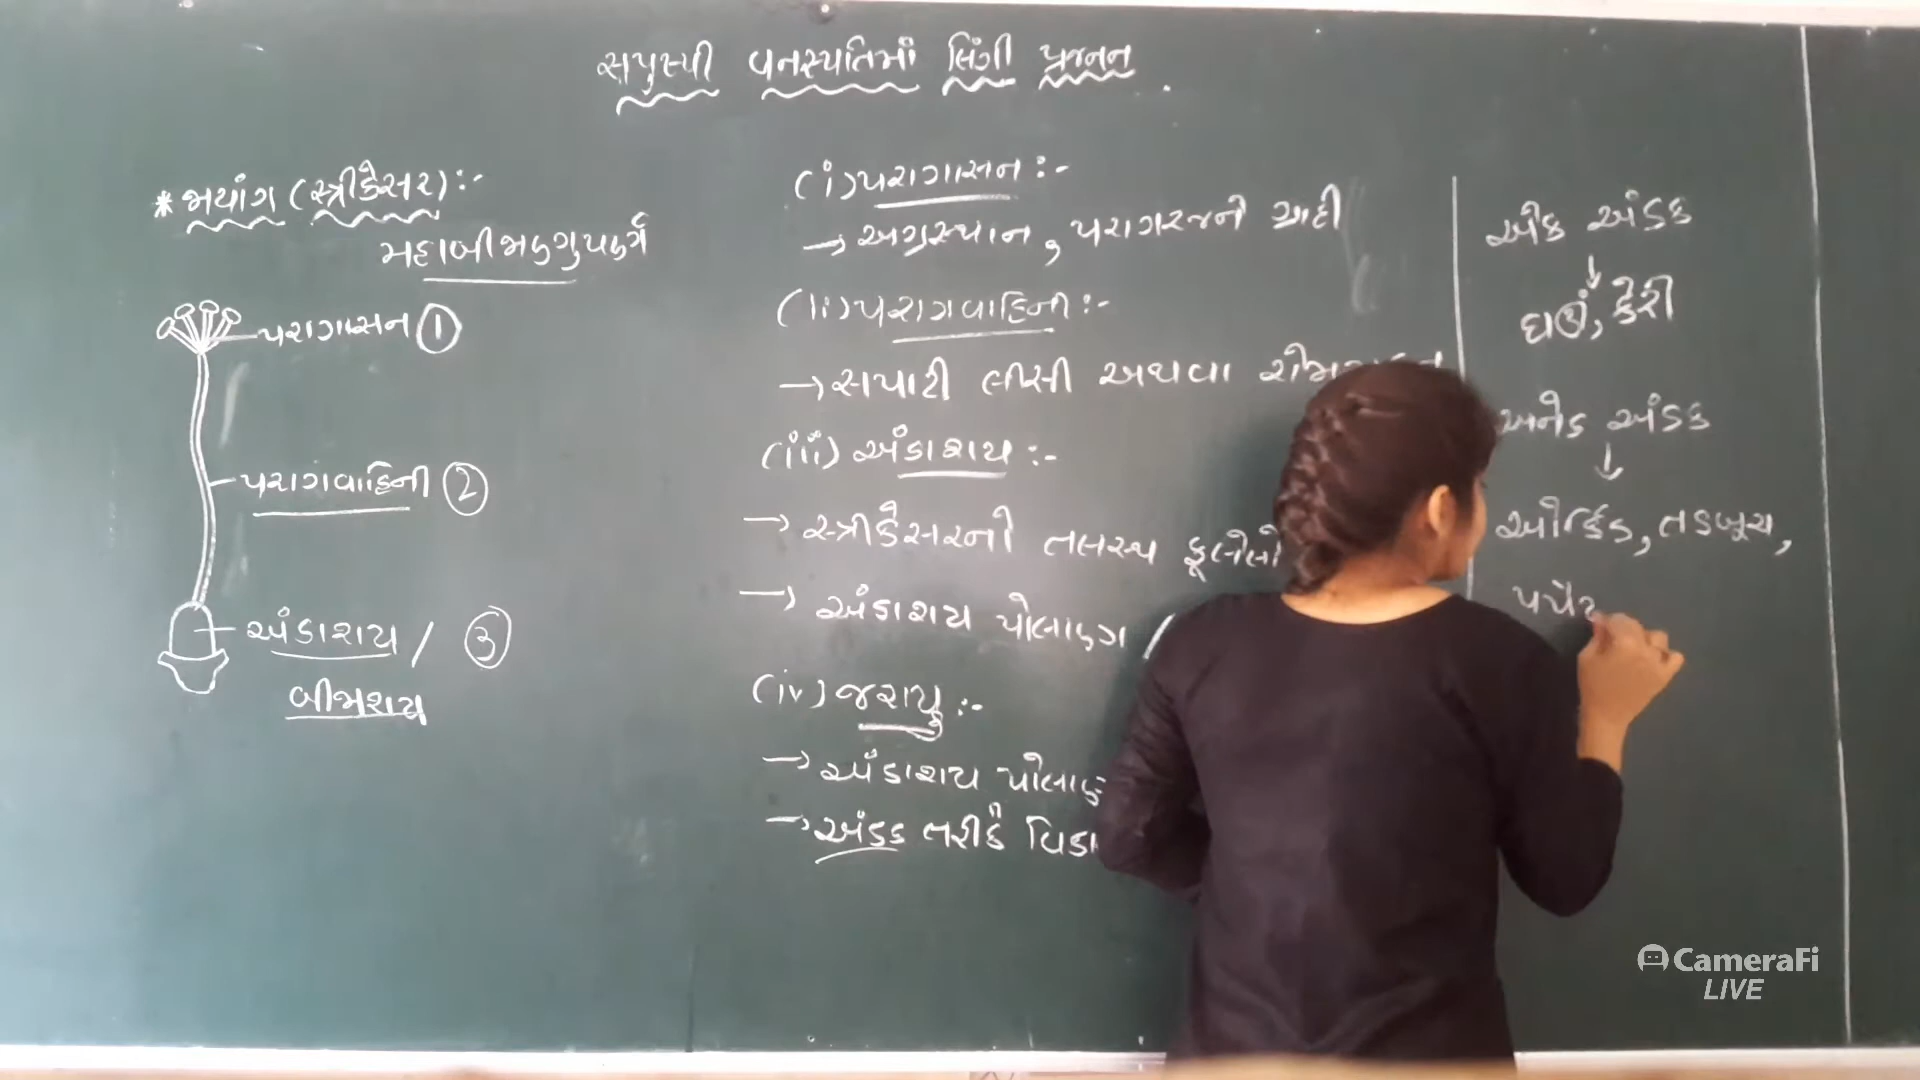 સપુષ્પી વનસ્પતિમાં લિંગી પ્રજનન
* જાયાંગ (સ્ત્રીકેસર) :-
મહાબીજાણુપર્ણ
પરાગાસન ①
પરાગવાહિની ②
અંડાશય / ③
બીજાશય
(i) પરાગાસન :-
→ અગ્રસ્થાન, પરાગરજને ગ્રાહી
(ii) પરાગવાહિની :-
→ સપાટી લીસી અથવા
(iii) અંડાશય :-
→ સ્ત્રીકેસરનો તલસ્થ ફૂલેલો
→ અંડાશય પોલાણ /
(iv) જરાયુ :-
→ અંડાશય
→ અંડક તરીકે
એક અંડક
↓
ઘઉં, કેરી
અનેક અંડક
↓
ઓર્કિડ, તડબૂચ,